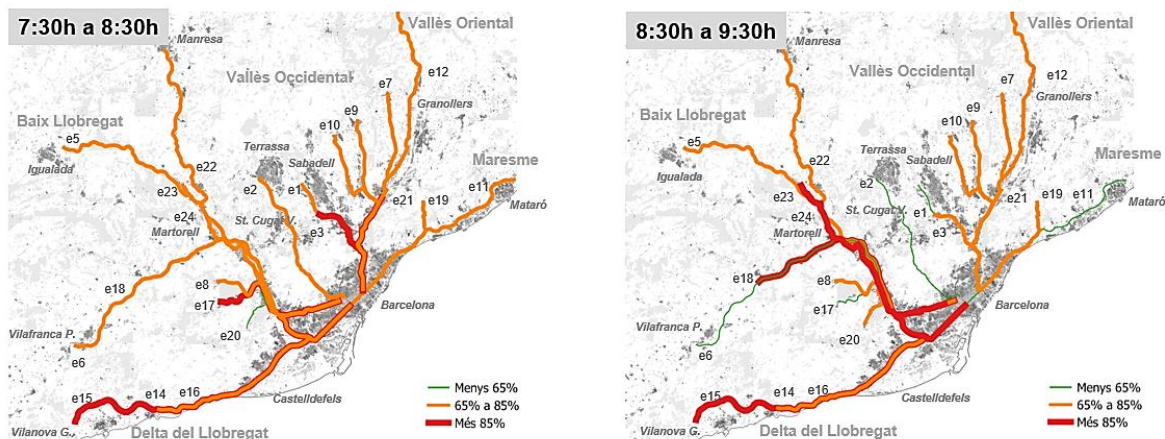 7:30h a 8:30h
Manresa
Vallès Oriental
Vallès Occidental
e7
e12
Granollers
e9
e10
Baix Llobregat
e5
Igualada
Terrassa
Sabadell
Maresme
e22
e2
e1
e11
e23
e21
e19
Mataró
e24
St. Cugat V.
e3
Martorell
e18
e8
e17
Barcelona
Vilafranca P.
e20
e6
e15
e14
e16
Castelldefels
Vilanova G.
Delta del Llobregat
Menys 65%
65% a 85%
Més 85%
8:30h a 9:30h
Manresa
Vallès Oriental
Vallès Occidental
e7
e12
Granollers
e9
e10
Baix Llobregat
e5
Igualada
Terrassa
Sabadell
Maresme
e22
e2
e1
e11
e23
e21
e19
Mataró
e24
St. Cugat V.
e3
Martorell
e18
e8
e17
Barcelona
Vilafranca P.
e20
e6
e15
e14
e16
Castelldefels
Vilanova G.
Delta del Llobregat
Menys 65%
65% a 85%
Més 85%